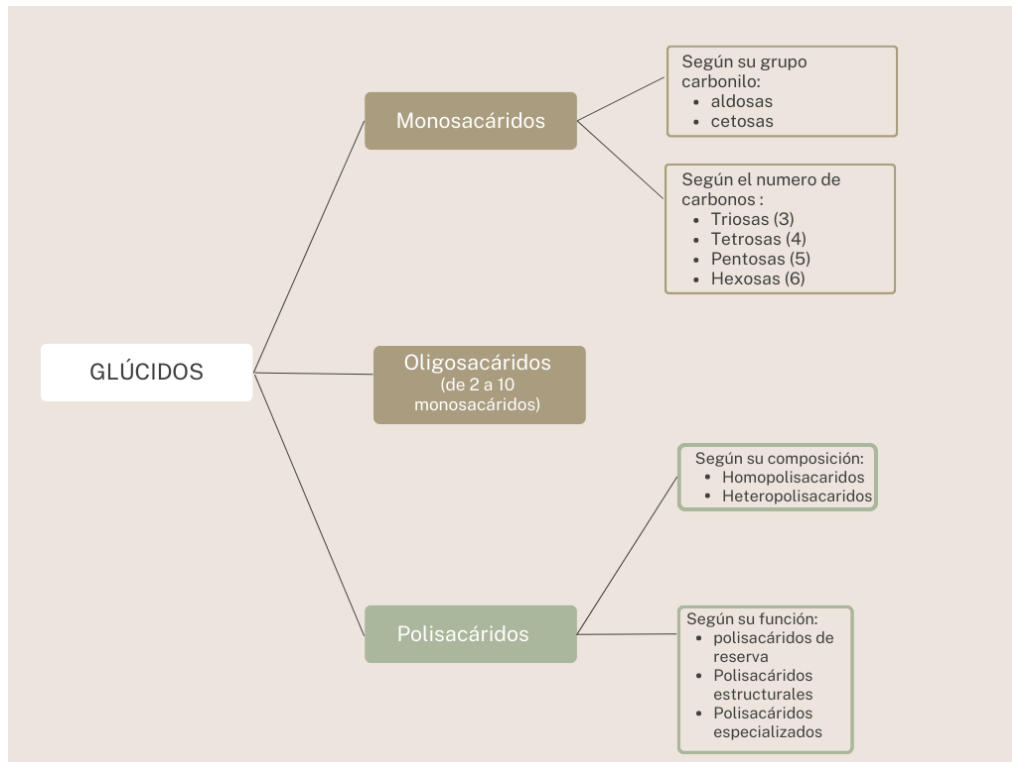 GLÚCIDOS
Monosacáridos
Según su grupo
carbonilo:
• aldosas
• cetosas
Según el numero de
carbonos :
• Triosas (3)
• Tetrosas (4)
• Pentosas (5)
• Hexosas (6)
Oligosacáridos
(de 2 a 10
monosacáridos)
Polisacáridos
Según su composición:
• Homopolisacaridos
• Heteropolisacaridos
Según su función:
• polisacáridos de
reserva
• Polisacáridos
estructurales
• Polisacáridos
especializados